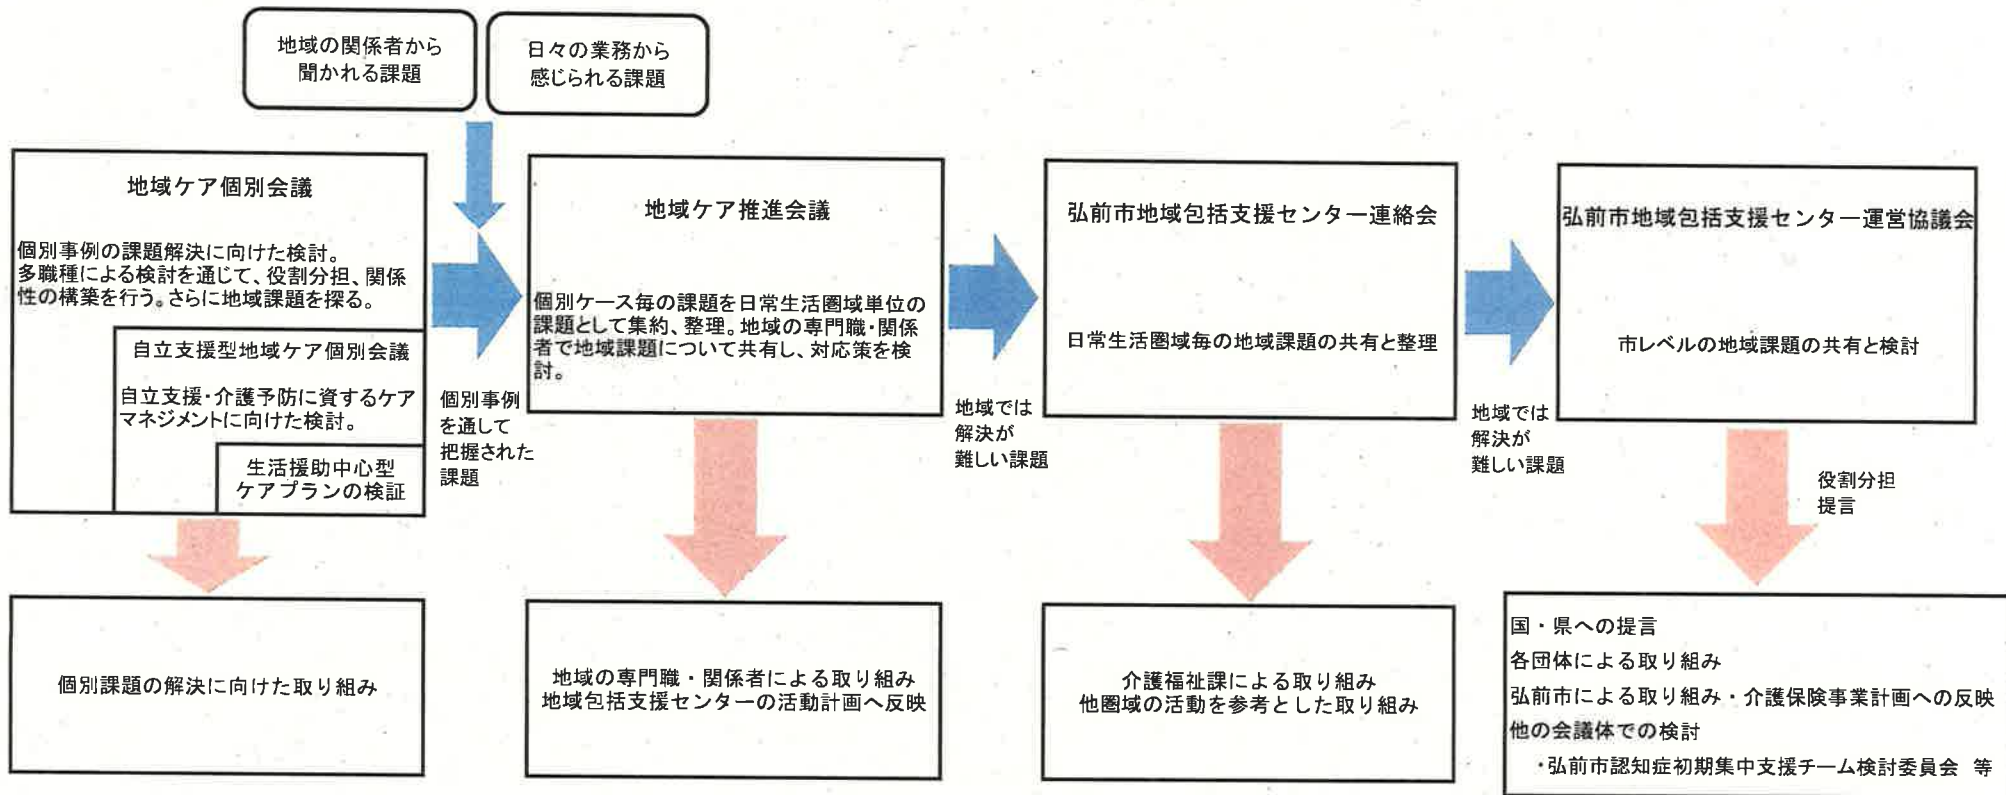 地域の関係者から
聞かれる課題
日々の業務から
感じられる課題
地域ケア個別会議
個別事例の課題解決に向けた検討。
多職種による検討を通じて、役割分担、関係
性の構築を行う。さらに地域課題を探る。
自立支援型地域ケア個別会議
自立支援・介護予防に資するケア
マネジメントに向けた検討。
生活援助中心型
ケアプランの検証
個別事例
を通して
把握された
課題
地域ケア推進会議
個別ケース毎の課題を日常生活圏域単位の
課題として集約、整理。地域の専門職・関係
者で地域課題について共有し、対応策を検
討。
地域では
解決が
難しい課題
弘前市地域包括支援センター連絡会
日常生活圏域毎の地域課題の共有と整理
地域では
解決が
難しい課題
弘前市地域包括支援センター運営協議会
市レベルの地域課題の共有と検討
役割分担
提言
個別課題の解決に向けた取り組み
地域の専門職・関係者による取り組み
地域包括支援センターの活動計画へ反映
介護福祉課による取り組み
他圏域の活動を参考とした取り組み
国・県への提言
各団体による取り組み
弘前市による取り組み・介護保険事業計画への反映
他の会議体での検討
・弘前市認知症初期集中支援チーム検討委員会 等